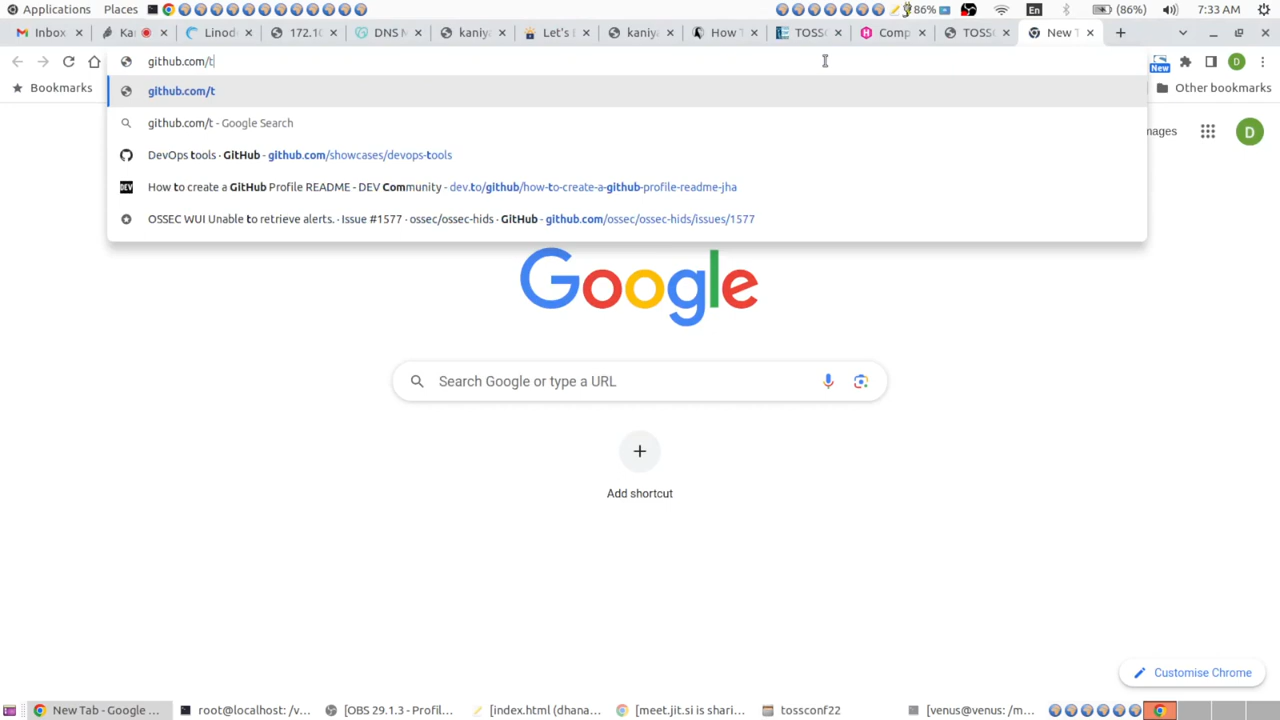 Applications Places 86% En (86%) 7:33 AM
Inbox Kan Linod 172.1 DNS M kaniy Let's E kaniy How T TOSS Comp TOSS New T
github.com/t New D
Bookmarks Other bookmarks
github.com/t
github.com/t - Google Search
DevOps tools · GitHub - github.com/showcases/devops-tools
DEV How to create a GitHub Profile README - DEV Community - dev.to/github/how-to-create-a-github-profile-readme-jha
OSSEC WUI Unable to retrieve alerts. · Issue #1577 · ossec/ossec-hids · GitHub - github.com/ossec/ossec-hids/issues/1577
mages D
Google
Search Google or type a URL
Add shortcut
Customise Chrome
New Tab - Google ... root@localhost: /v... [OBS 29.1.3 - Profil... [index.html (dhana... [meet.jit.si is shari... tossconf22 [venus@venus: /m...